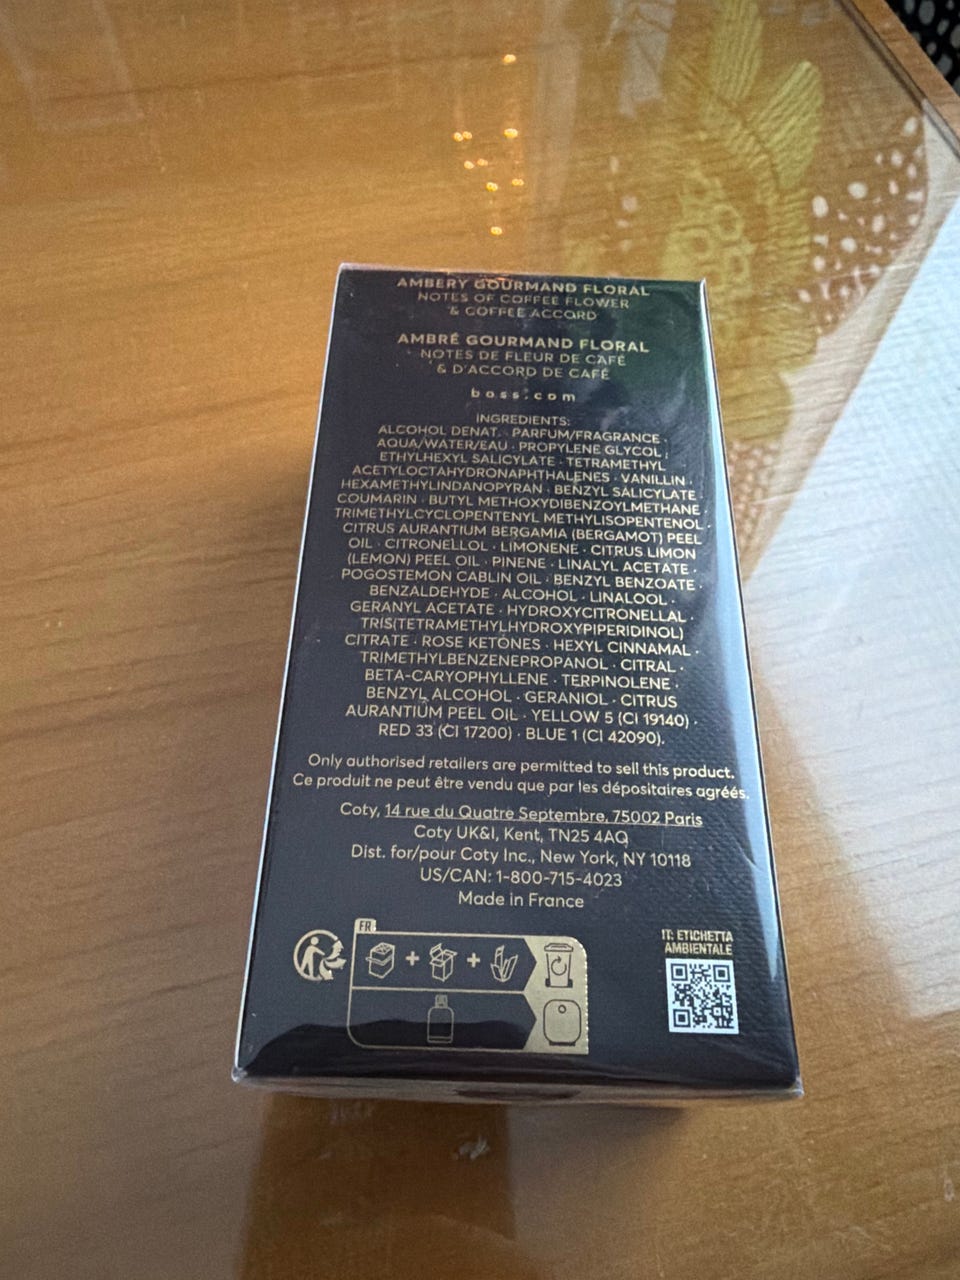 AMBERY GOURMAND FLORAL
NOTES OF COFFEE FLOWER
& COFFEE ACCORD
AMBRÉ GOURMAND FLORAL
NOTES DE FLEUR DE CAFÉ
& D'ACCORD DE CAFÉ
boss.com
INGREDIENTS:
ALCOHOL DENAT. · PARFUM/FRAGRANCE ·
AQUA/WATER/EAU · PROPYLENE GLYCOL ·
ETHYLHEXYL SALICYLATE · TETRAMETHYL
ACETYLOCTAHYDRONAPHTHALENES · VANILLIN ·
HEXAMETHYLINDANOPYRAN · BENZYL SALICYLATE ·
COUMARIN · BUTYL METHOXYDIBENZOYLMETHANE
TRIMETHYLCYCLOPENTENYL METHYLISOPENTENOL ·
CITRUS AURANTIUM BERGAMIA (BERGAMOT) PEEL
OIL · CITRONELLOL · LIMONENE · CITRUS LIMON
(LEMON) PEEL OIL · PINENE · LINALYL ACETATE ·
POGOSTEMON CABLIN OIL · BENZYL BENZOATE ·
BENZALDEHYDE · ALCOHOL · LINALOOL ·
GERANYL ACETATE · HYDROXYCITRONELLAL ·
TRIS(TETRAMETHYLHYDROXYPIPERIDINOL)
CITRATE · ROSE KETONES · HEXYL CINNAMAL ·
TRIMETHYLBENZENEPROPANOL · CITRAL ·
BETA-CARYOPHYLLENE · TERPINOLENE ·
BENZYL ALCOHOL · GERANIOL · CITRUS
AURANTIUM PEEL OIL · YELLOW 5 (CI 19140) ·
RED 33 (CI 17200) · BLUE 1 (CI 42090).
Only authorised retailers are permitted to sell this product.
Ce produit ne peut être vendu que par les dépositaires agréés.
Coty, 14 rue du Quatre Septembre, 75002 Paris
Coty UK&I, Kent, TN25 4AQ
Dist. for/pour Coty Inc., New York, NY 10118
US/CAN: 1-800-715-4023
Made in France
FR
IT: ETICHETTA
AMBIENTALE